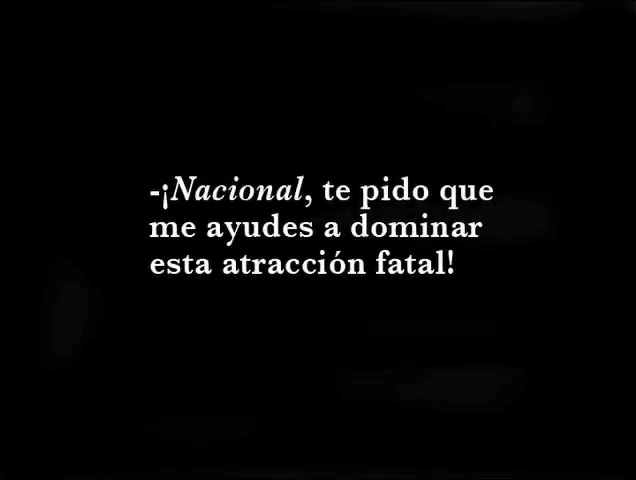 -¡Nacional, te pido que
me ayudes a dominar
esta atracción fatal!